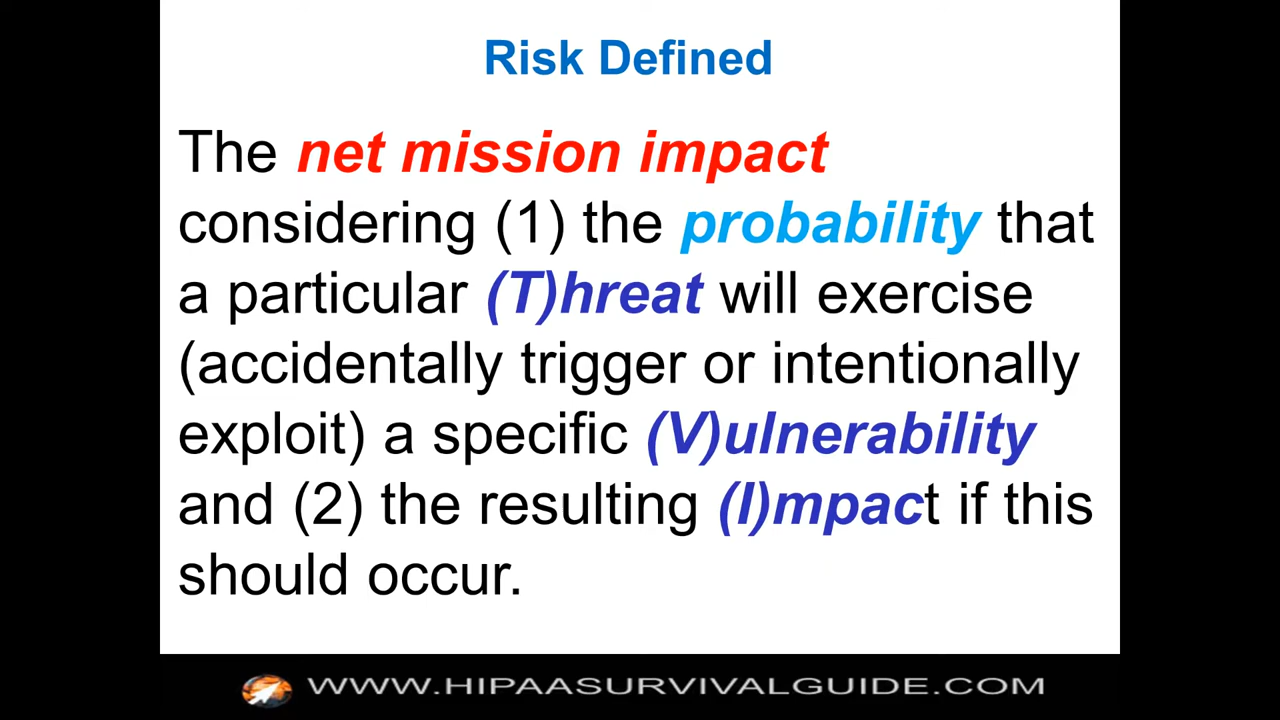 Risk Defined
The net mission impact
considering (1) the probability that
a particular (T)hreat will exercise
(accidentally trigger or intentionally
exploit) a specific (V)ulnerability
and (2) the resulting (I)mpact if this
should occur.
WWW.HIPAASURVIVALGUIDE.COM